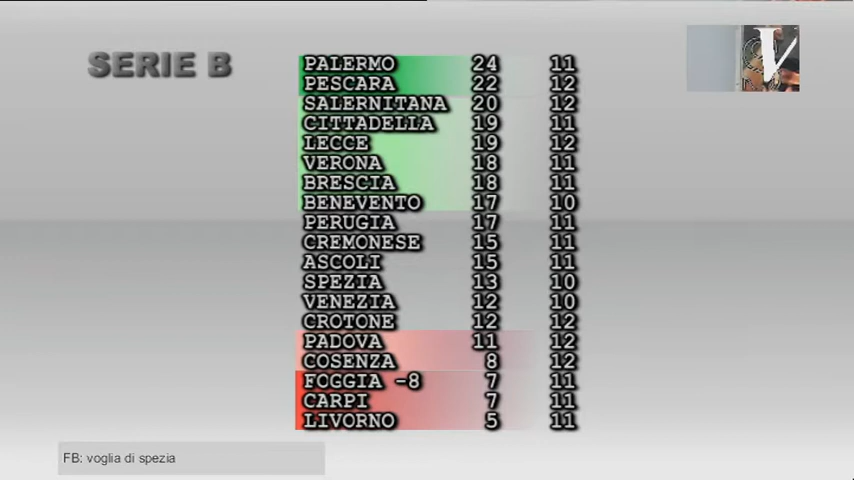 SERIE B
V
PALERMO 24 11
PESCARA 22 12
SALERNITANA 20 12
CITTADELLA 19 11
LECCE 19 12
VERONA 18 11
BRESCIA 18 11
BENEVENTO 17 10
PERUGIA 17 11
CREMONESE 15 11
ASCOLI 15 11
SPEZIA 13 10
VENEZIA 12 10
CROTONE 12 12
PADOVA 11 12
COSENZA 8 12
FOGGIA -8 7 11
CARPI 7 11
LIVORNO 5 11
FB: voglia di spezia